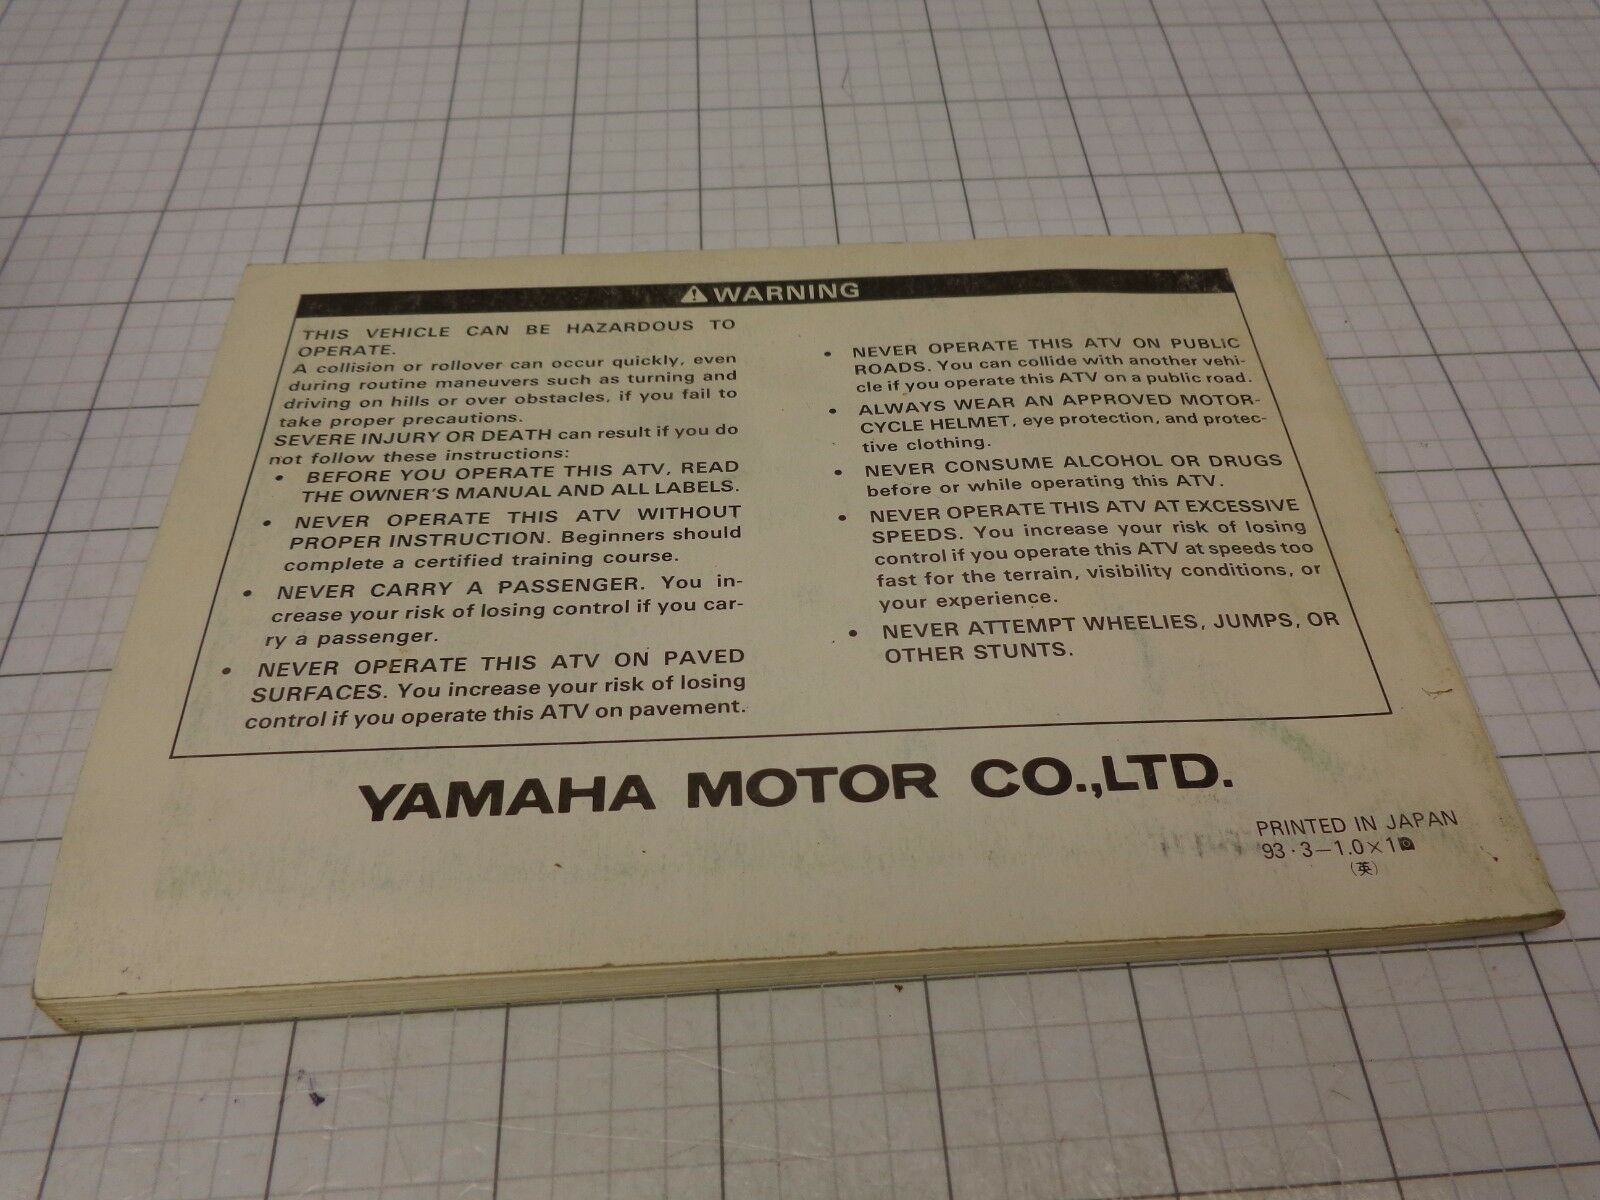 ⚠ WARNING
THIS VEHICLE CAN BE HAZARDOUS TO
OPERATE.
A collision or rollover can occur quickly, even
during routine maneuvers such as turning and
driving on hills or over obstacles, if you fail to
take proper precautions.
SEVERE INJURY OR DEATH can result if you do
not follow these instructions:
• BEFORE YOU OPERATE THIS ATV, READ
THE OWNER'S MANUAL AND ALL LABELS.
• NEVER OPERATE THIS ATV WITHOUT
PROPER INSTRUCTION. Beginners should
complete a certified training course.
• NEVER CARRY A PASSENGER. You in-
crease your risk of losing control if you car-
ry a passenger.
• NEVER OPERATE THIS ATV ON PAVED
SURFACES. You increase your risk of losing
control if you operate this ATV on pavement.
• NEVER OPERATE THIS ATV ON PUBLIC
ROADS. You can collide with another vehi-
cle if you operate this ATV on a public road.
• ALWAYS WEAR AN APPROVED MOTOR-
CYCLE HELMET, eye protection, and protec-
tive clothing.
• NEVER CONSUME ALCOHOL OR DRUGS
before or while operating this ATV.
• NEVER OPERATE THIS ATV AT EXCESSIVE
SPEEDS. You increase your risk of losing
control if you operate this ATV at speeds too
fast for the terrain, visibility conditions, or
your experience.
• NEVER ATTEMPT WHEELIES, JUMPS, OR
OTHER STUNTS.
YAMAHA MOTOR CO.,LTD.
PRINTED IN JAPAN
93・3-1.0×1
(英)